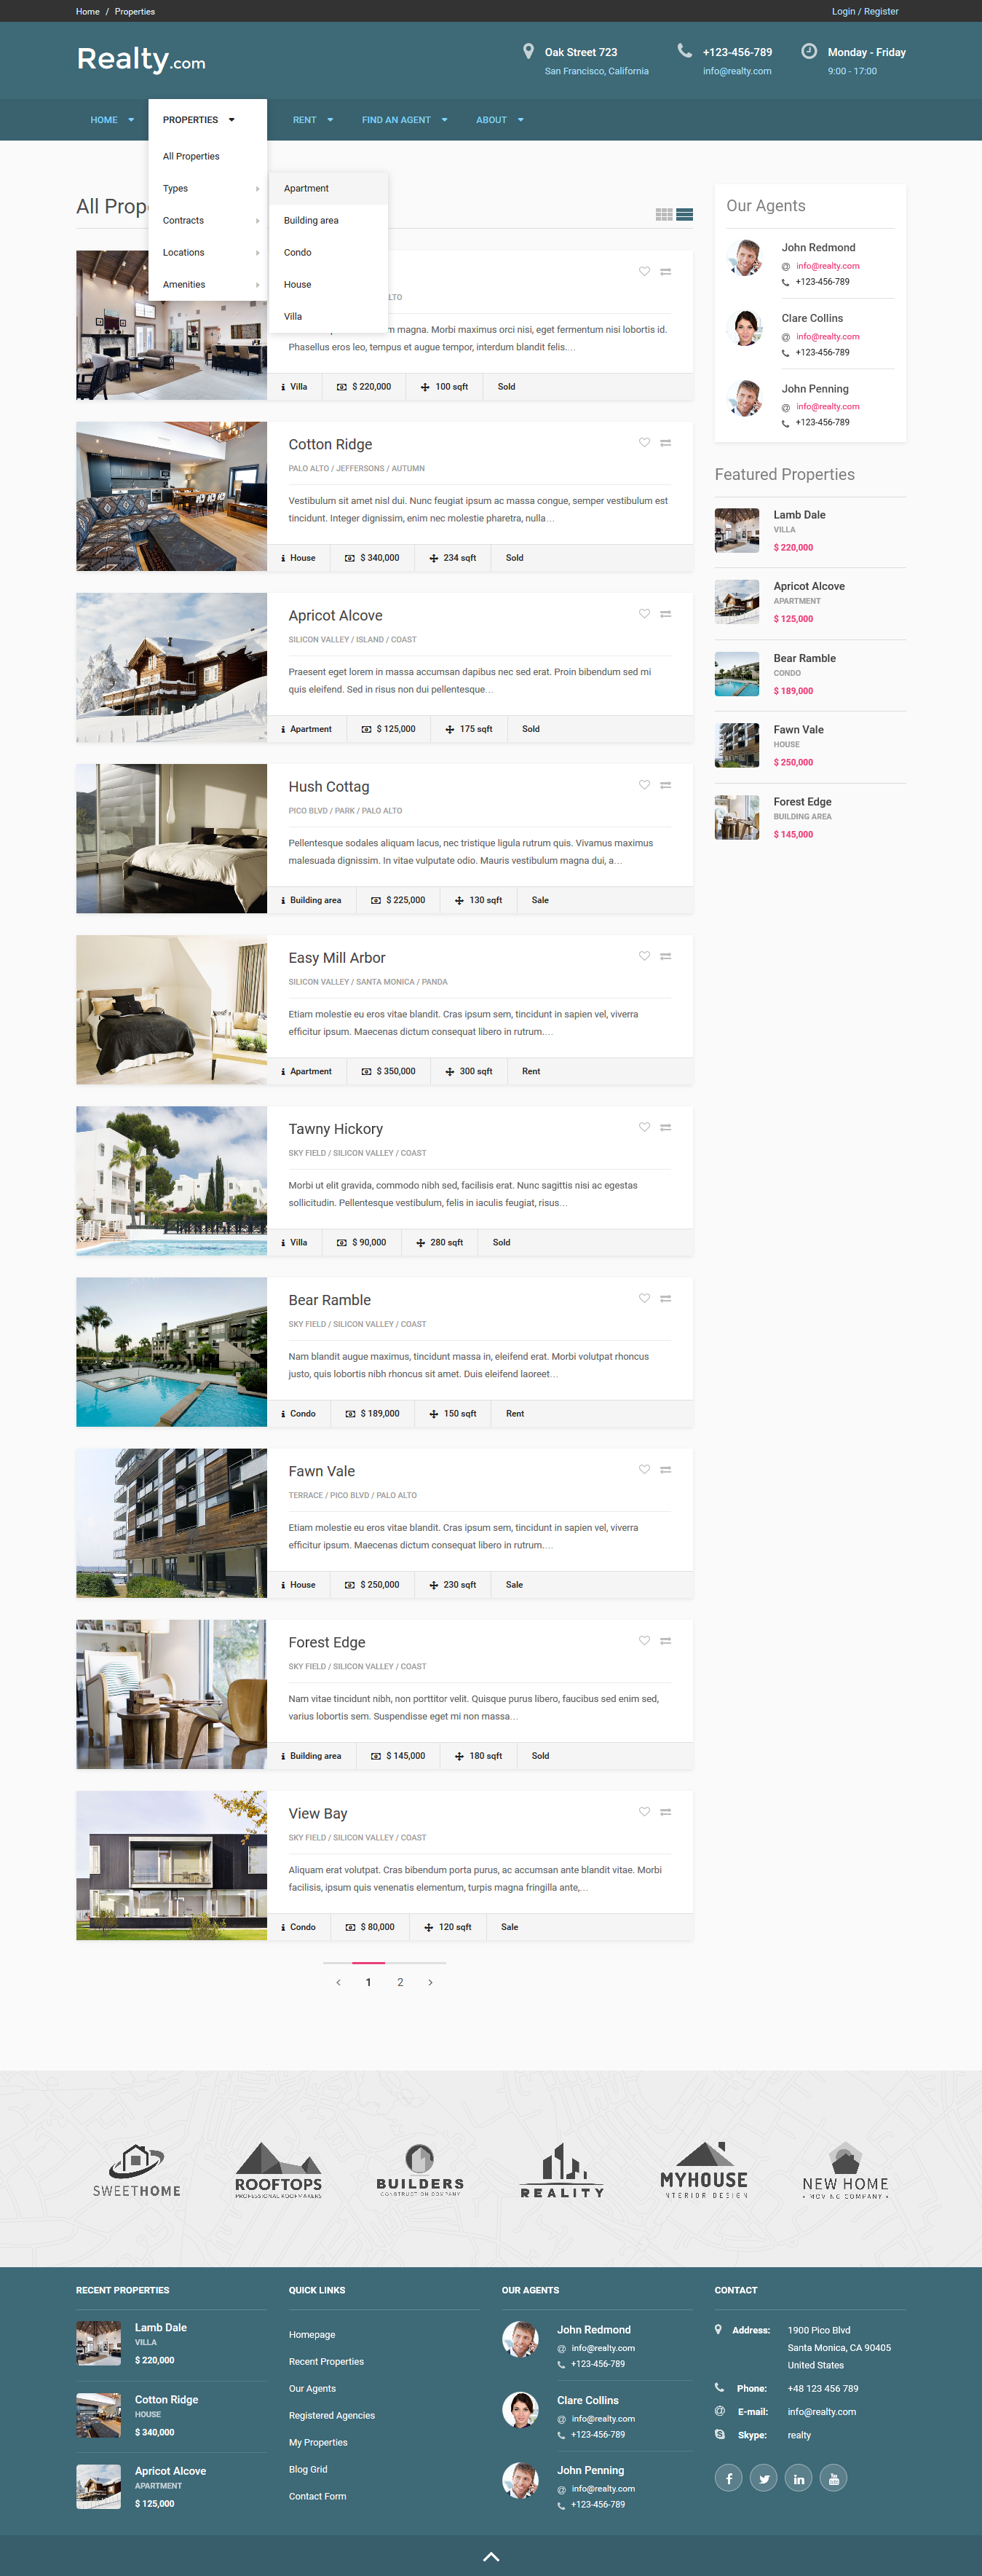 Home / Properties
Login / Register
Realty.com
Oak Street 723
San Francisco, California
+123-456-789
info@realty.com
Monday - Friday
9:00 - 17:00
HOME
PROPERTIES
RENT
FIND AN AGENT
ABOUT
All Properties
Types
Contracts
Locations
Amenities
Apartment
Building area
Condo
House
Villa
All Prop
ALTO
m magna. Morbi maximus orci nisi, eget fermentum nisi lobortis id.
Phasellus eros leo, tempus et augue tempor, interdum blandit felis....
Villa
$ 220,000
100 sqft
Sold
Cotton Ridge
PALO ALTO / JEFFERSONS / AUTUMN
Vestibulum sit amet nisl dui. Nunc feugiat ipsum ac massa congue, semper vestibulum est
tincidunt. Integer dignissim, enim nec molestie pharetra, nulla...
House
$ 340,000
234 sqft
Sold
Apricot Alcove
SILICON VALLEY / ISLAND / COAST
Praesent eget lorem in massa accumsan dapibus nec sed erat. Proin bibendum sed mi
quis eleifend. Sed in risus non dui pellentesque...
Apartment
$ 125,000
175 sqft
Sold
Hush Cottag
PICO BLVD / PARK / PALO ALTO
Pellentesque sodales aliquam lacus, nec tristique ligula rutrum quis. Vivamus maximus
malesuada dignissim. In vitae vulputate odio. Mauris vestibulum magna dui, a...
Building area
$ 225,000
130 sqft
Sale
Easy Mill Arbor
SILICON VALLEY / SANTA MONICA / PANDA
Etiam molestie eu eros vitae blandit. Cras ipsum sem, tincidunt in sapien vel, viverra
efficitur ipsum. Maecenas dictum consequat libero in rutrum....
Apartment
$ 350,000
300 sqft
Rent
Tawny Hickory
SKY FIELD / SILICON VALLEY / COAST
Morbi ut elit gravida, commodo nibh sed, facilisis erat. Nunc sagittis nisi ac egestas
sollicitudin. Pellentesque vestibulum, felis in iaculis feugiat, risus...
Villa
$ 90,000
280 sqft
Sold
Bear Ramble
SKY FIELD / SILICON VALLEY / COAST
Nam blandit augue maximus, tincidunt massa in, eleifend erat. Morbi volutpat rhoncus
justo, quis lobortis nibh rhoncus sit amet. Duis eleifend laoreet...
Condo
$ 189,000
150 sqft
Rent
Fawn Vale
TERRACE / PICO BLVD / PALO ALTO
Etiam molestie eu eros vitae blandit. Cras ipsum sem, tincidunt in sapien vel, viverra
efficitur ipsum. Maecenas dictum consequat libero in rutrum....
House
$ 250,000
230 sqft
Sale
Forest Edge
SKY FIELD / SILICON VALLEY / COAST
Nam vitae tincidunt nibh, non porttitor velit. Quisque purus libero, faucibus sed enim sed,
varius lobortis sem. Suspendisse eget mi non massa...
Building area
$ 145,000
180 sqft
Sold
View Bay
SKY FIELD / SILICON VALLEY / COAST
Aliquam erat volutpat. Cras bibendum porta purus, ac accumsan ante blandit vitae. Morbi
facilisis, ipsum quis venenatis elementum, turpis magna fringilla ante,...
Condo
$ 80,000
120 sqft
Sale
1
2
Our Agents
John Redmond
@ info@realty.com
+123-456-789
Clare Collins
@ info@realty.com
+123-456-789
John Penning
@ info@realty.com
+123-456-789
Featured Properties
Lamb Dale
VILLA
$ 220,000
Apricot Alcove
APARTMENT
$ 125,000
Bear Ramble
CONDO
$ 189,000
Fawn Vale
HOUSE
$ 250,000
Forest Edge
BUILDING AREA
$ 145,000
SWEETHOME
ROOFTOPS
PROFESSIONAL ROOFMAKERS
BUILDERS
CONSTRUCTION COMPANY
REALITY
MYHOUSE
INTERIOR DESIGN
NEW HOME
• MOVING COMPANY •
RECENT PROPERTIES
Lamb Dale
VILLA
$ 220,000
Cotton Ridge
HOUSE
$ 340,000
Apricot Alcove
APARTMENT
$ 125,000
QUICK LINKS
Homepage
Recent Properties
Our Agents
Registered Agencies
My Properties
Blog Grid
Contact Form
OUR AGENTS
John Redmond
@ info@realty.com
+123-456-789
Clare Collins
@ info@realty.com
+123-456-789
John Penning
@ info@realty.com
+123-456-789
CONTACT
Address: 1900 Pico Blvd
Santa Monica, CA 90405
United States
Phone: +48 123 456 789
@ E-mail: info@realty.com
Skype: realty